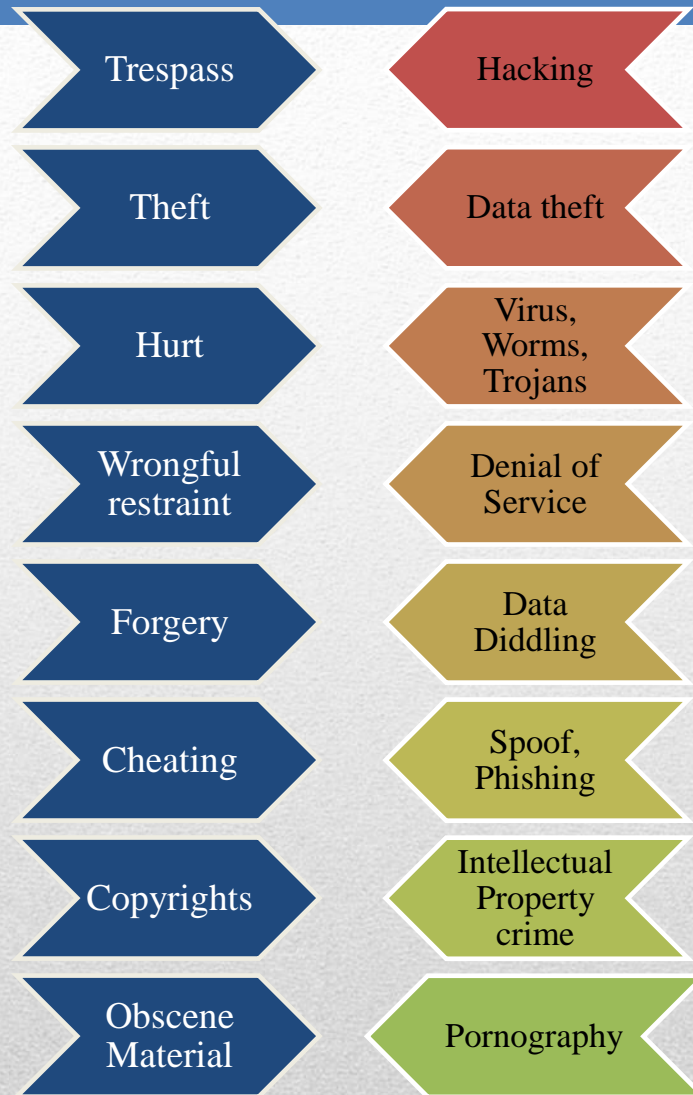 Trespass
Hacking
Theft
Data theft
Hurt
Virus,
Worms,
Trojans
Wrongful
restraint
Denial of
Service
Forgery
Data
Diddling
Cheating
Spoof,
Phishing
Copyrights
Intellectual
Property
crime
Obscene
Material
Pornography